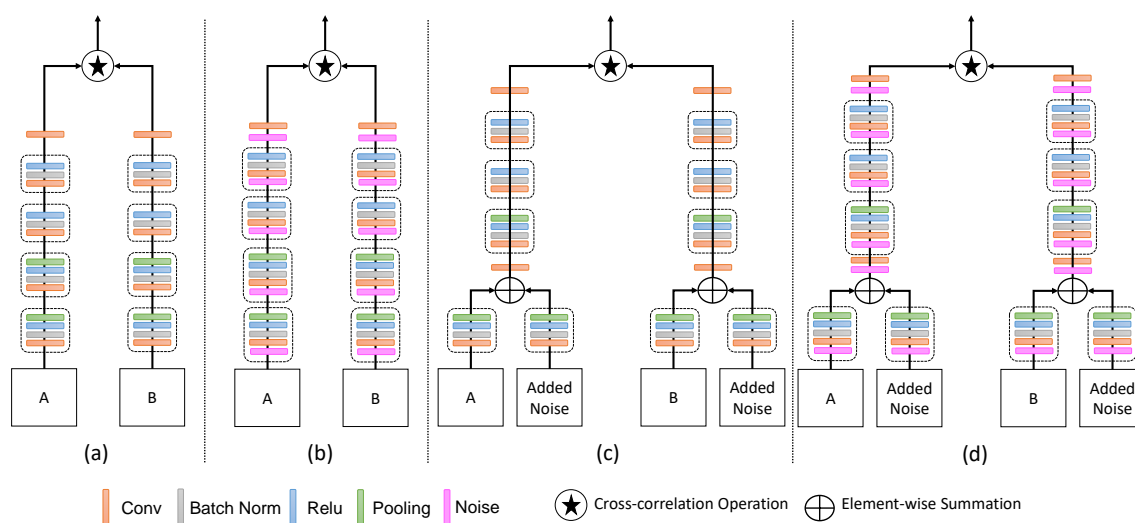 A
B
A
B
A
Added
Noise
B
Added
Noise
A
Added
Noise
B
Added
Noise
(a)
(b)
(c)
(d)
Conv
Batch Norm
Relu
Pooling
Noise
Cross-correlation Operation
Element-wise Summation